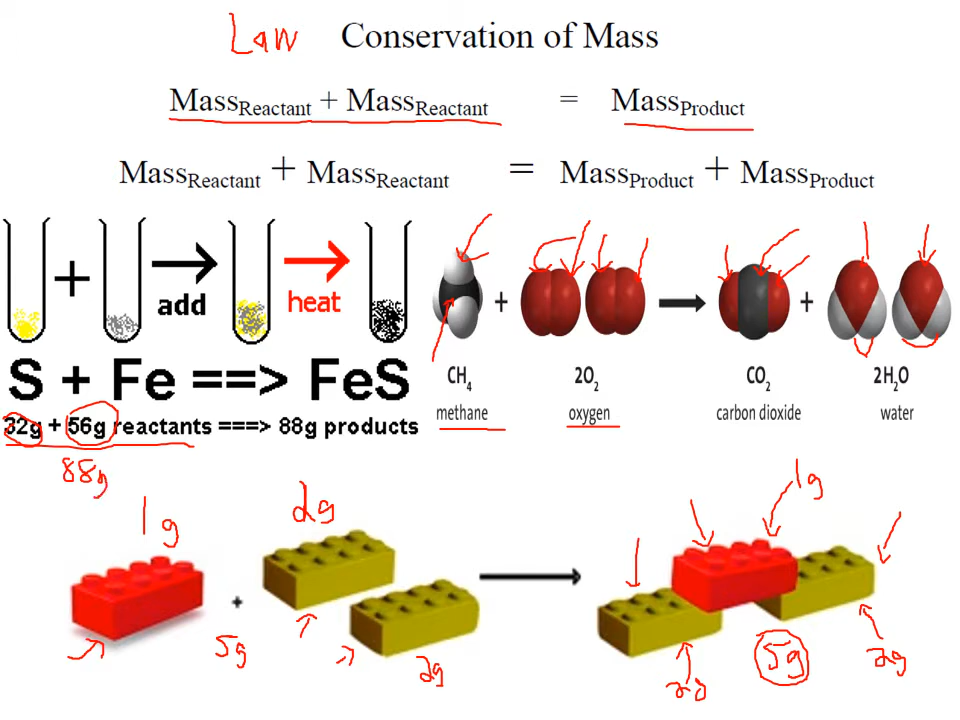 Law Conservation of Mass
MassReactant + MassReactant = MassProduct
MassReactant + MassReactant = MassProduct + MassProduct
+ add heat
S + Fe ==> FeS
32g + 56g reactants ===> 88g products
88g
+ +
CH4 2O2 CO2 2H2O
methane oxygen carbon dioxide water
1g 2g 1g
+
5g 2g 2g 5g 2g